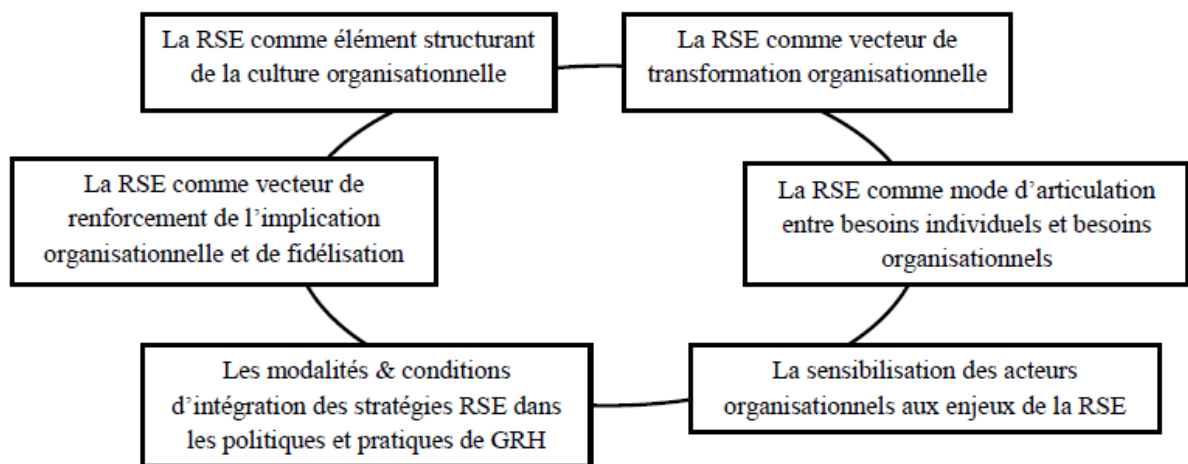 La RSE comme élément structurant
de la culture organisationnelle
La RSE comme vecteur de
transformation organisationnelle
La RSE comme vecteur de
renforcement de l'implication
organisationnelle et de fidélisation
La RSE comme mode d'articulation
entre besoins individuels et besoins
organisationnels
Les modalités & conditions
d'intégration des stratégies RSE dans
les politiques et pratiques de GRH
La sensibilisation des acteurs
organisationnels aux enjeux de la RSE